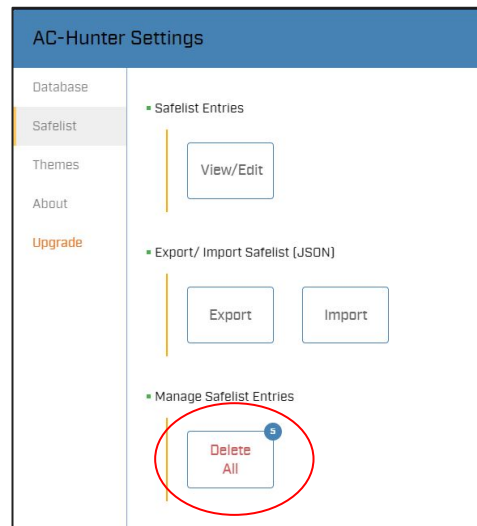 AC-Hunter Settings
Database
Safelist
Themes
About
Upgrade
Safelist Entries
View/Edit
Export/ Import Safelist (JSON)
Export
Import
Manage Safelist Entries
5
Delete
All